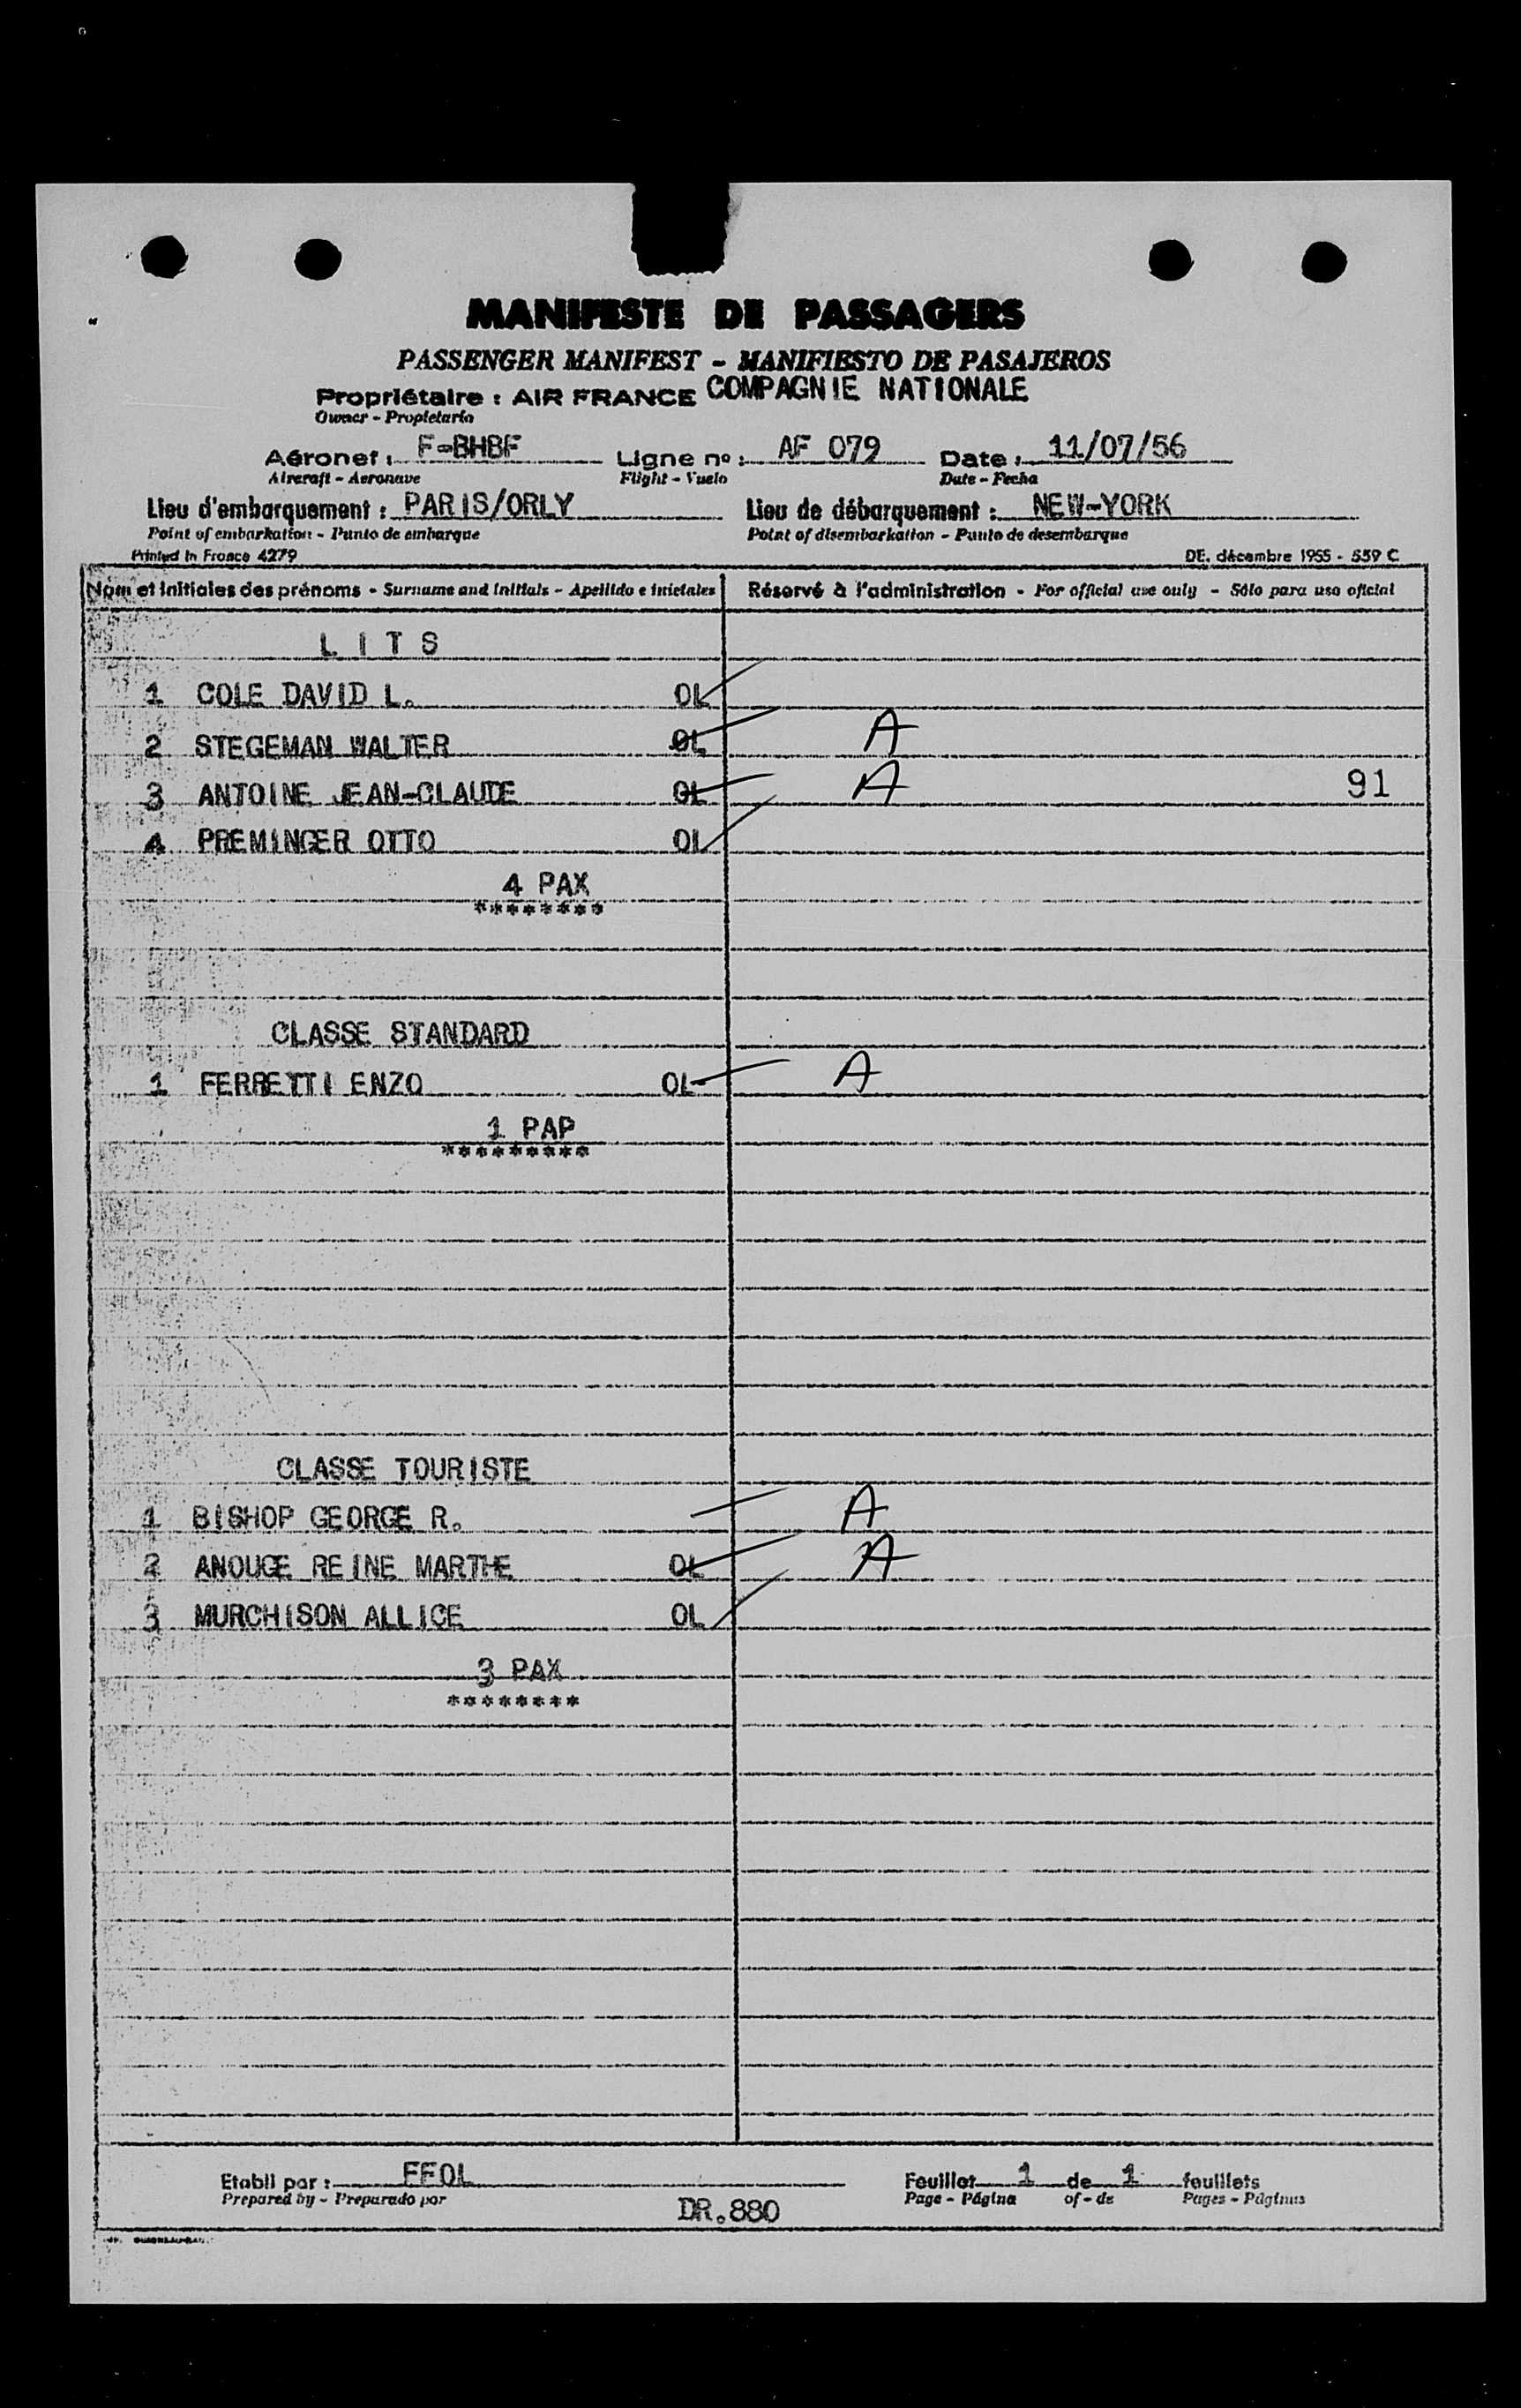 MANIFESTE DE PASSAGERS
PASSENGER MANIFEST - MANIFIESTO DE PASAJEROS
Propriétaire : AIR FRANCE COMPAGNIE NATIONALE
Owner - Propietario
Aéronef : F-BHBF Ligne no : AF 079 Date : 11/07/56
Aircraft - Aeronave Flight - Vuelo Date - Fecha
Lieu d'embarquement : PARIS/ORLY Lieu de débarquement : NEW-YORK
Point of embarkation - Punto de embarque Point of disembarkation - Punto de desembarque
Printed in France 4279 DE. décembre 1955 - 559 C
Nom et initiales des prénoms - Surname and initials - Apellido e iniciales Réservé à l'administration - For official use only - Sólo para uso oficial
L I T S
1 COLE DAVID L. OL
2 STEGEMAN WALTER OL A
3 ANTOINE JEAN-CLAUDE OL A 91
4 PREMINGER OTTO OL
4 PAX
********
CLASSE STANDARD
1 FERRETTI ENZO OL A
1 PAP
*********
CLASSE TOURISTE
1 BISHOP GEORGE R. A
2 ANOUGE REINE MARTHE OL A
3 MURCHISON ALLICE OL
3 PAX
********
Etabli par : FFOL Feuillet 1 de 1 feuillets
Prepared by - Preparado por Page - Página of - de Pages - Páginas
DR.880